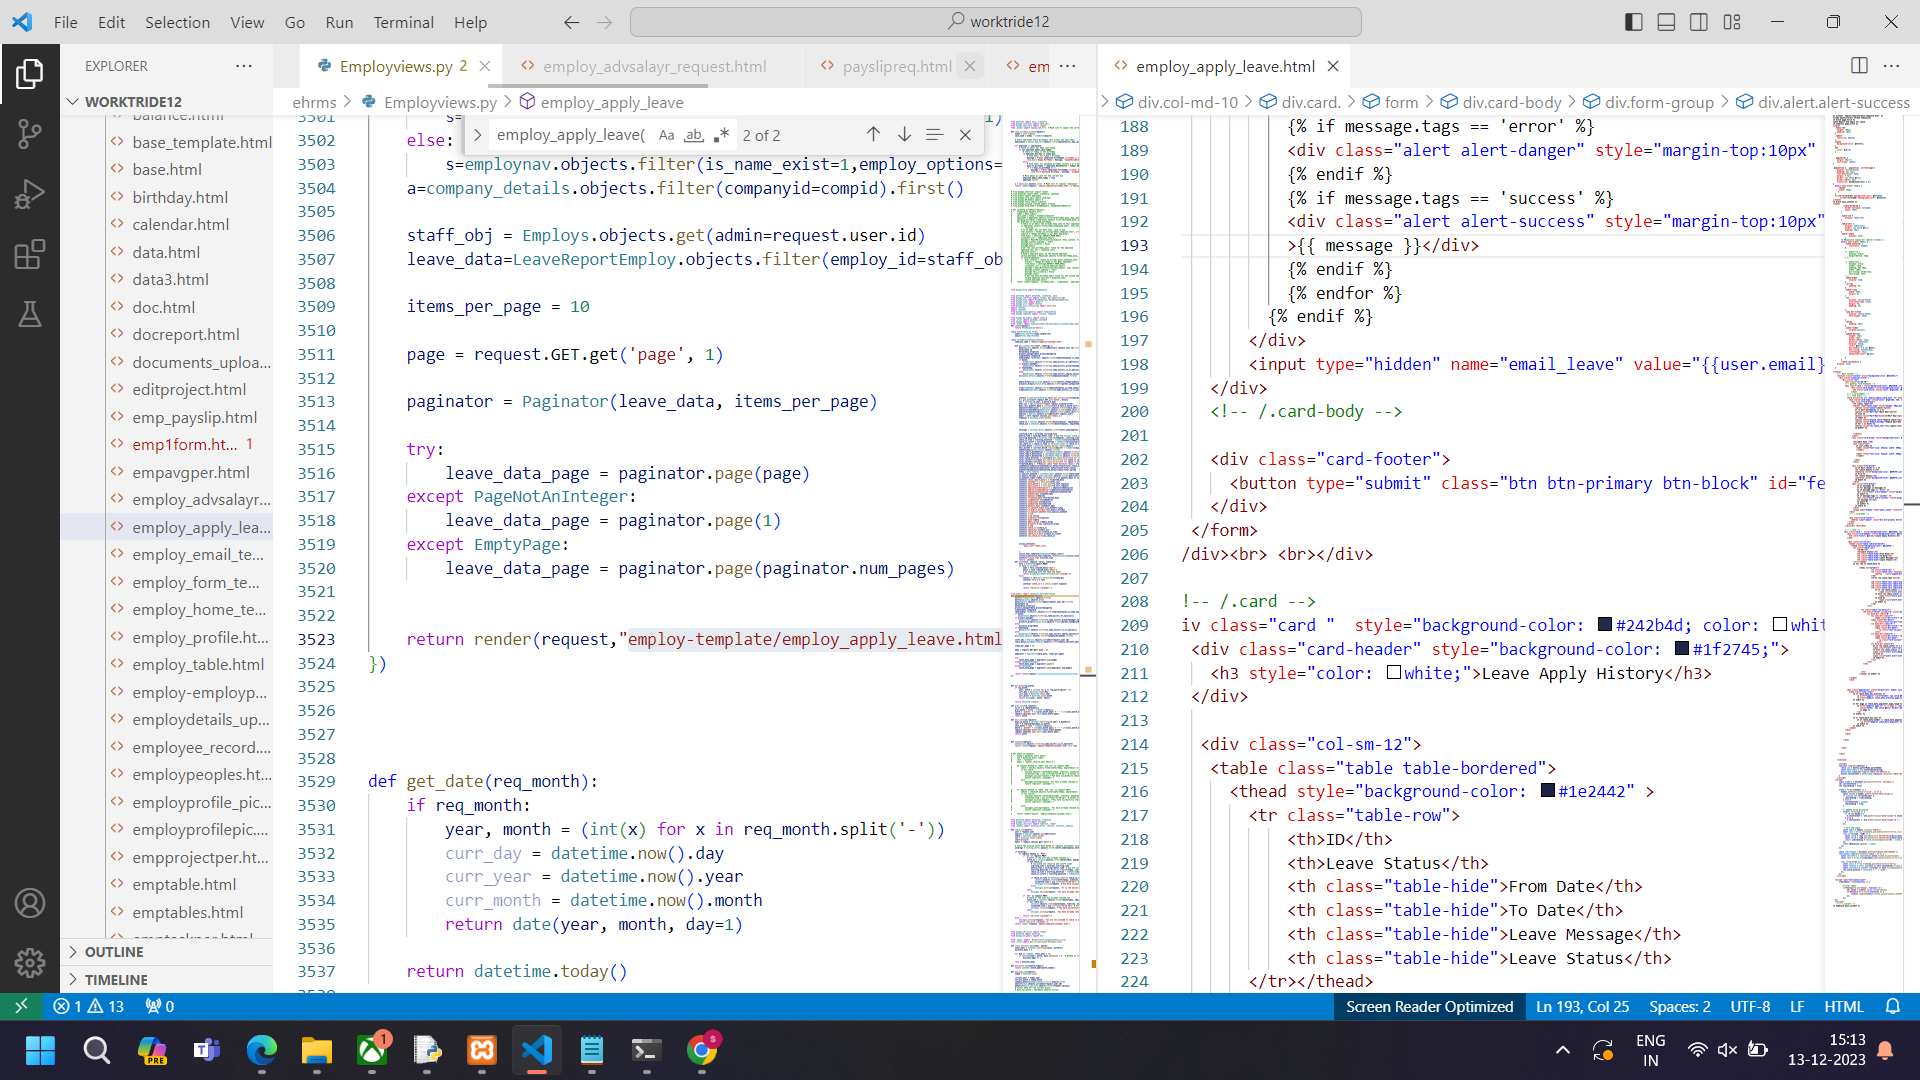 File Edit Selection View Go Run Terminal Help
worktride12
EXPLORER
WORKTRIDE12
balance.html
base_template.html
base.html
birthday.html
calendar.html
data.html
data3.html
doc.html
docreport.html
documents_uploa...
editproject.html
emp_payslip.html
emp1form.ht... 1
empavgper.html
employ_advsalayr...
employ_apply_lea...
employ_email_te...
employ_form_te...
employ_home_te...
employ_profile.ht...
employ_table.html
employ-employp...
employdetails_up...
employee_record....
employpeoples.ht...
employprofile_pic...
employprofilepic....
empprojectper.ht...
emptable.html
emptables.html
OUTLINE
TIMELINE
Employviews.py 2
employ_advsalayr_request.html
payslipreq.html
em
ehrms > Employviews.py > employ_apply_leave
employ_apply_leave( Aa ab 2 of 2
3501 s=
3502 else:
3503 s=employnav.objects.filter(is_name_exist=1,employ_options=
3504 a=company_details.objects.filter(companyid=compid).first()
3505
3506 staff_obj = Employs.objects.get(admin=request.user.id)
3507 leave_data=LeaveReportEmploy.objects.filter(employ_id=staff_ob
3508
3509 items_per_page = 10
3510
3511 page = request.GET.get('page', 1)
3512
3513 paginator = Paginator(leave_data, items_per_page)
3514
3515 try:
3516 leave_data_page = paginator.page(page)
3517 except PageNotAnInteger:
3518 leave_data_page = paginator.page(1)
3519 except EmptyPage:
3520 leave_data_page = paginator.page(paginator.num_pages)
3521
3522
3523 return render(request,"employ-template/employ_apply_leave.html
3524 })
3525
3526
3527
3528
3529 def get_date(req_month):
3530 if req_month:
3531 year, month = (int(x) for x in req_month.split('-'))
3532 curr_day = datetime.now().day
3533 curr_year = datetime.now().year
3534 curr_month = datetime.now().month
3535 return date(year, month, day=1)
3536
3537 return datetime.today()
employ_apply_leave.html
div.col-md-10 > div.card. > form > div.card-body > div.form-group > div.alert.alert-success
188 {% if message.tags == 'error' %}
189 <div class="alert alert-danger" style="margin-top:10px"
190 {% endif %}
191 {% if message.tags == 'success' %}
192 <div class="alert alert-success" style="margin-top:10px"
193 >{{ message }}</div>
194 {% endif %}
195 {% endfor %}
196 {% endif %}
197 </div>
198 <input type="hidden" name="email_leave" value="{{user.email}
199 </div>
200 <!-- /.card-body -->
201
202 <div class="card-footer">
203 <button type="submit" class="btn btn-primary btn-block" id="fe
204 </div>
205 </form>
206 /div><br> <br></div>
207
208 !-- /.card -->
209 iv class="card " style="background-color: #242b4d; color: whit
210 <div class="card-header" style="background-color: #1f2745;">
211 <h3 style="color: white;">Leave Apply History</h3>
212 </div>
213
214 <div class="col-sm-12">
215 <table class="table table-bordered">
216 <thead style="background-color: #1e2442" >
217 <tr class="table-row">
218 <th>ID</th>
219 <th>Leave Status</th>
220 <th class="table-hide">From Date</th>
221 <th class="table-hide">To Date</th>
222 <th class="table-hide">Leave Message</th>
223 <th class="table-hide">Leave Status</th>
224 </tr></thead>
1 13 0
Screen Reader Optimized Ln 193, Col 25 Spaces: 2 UTF-8 LF HTML
PRE
1
S
ENG
IN
15:13
13-12-2023